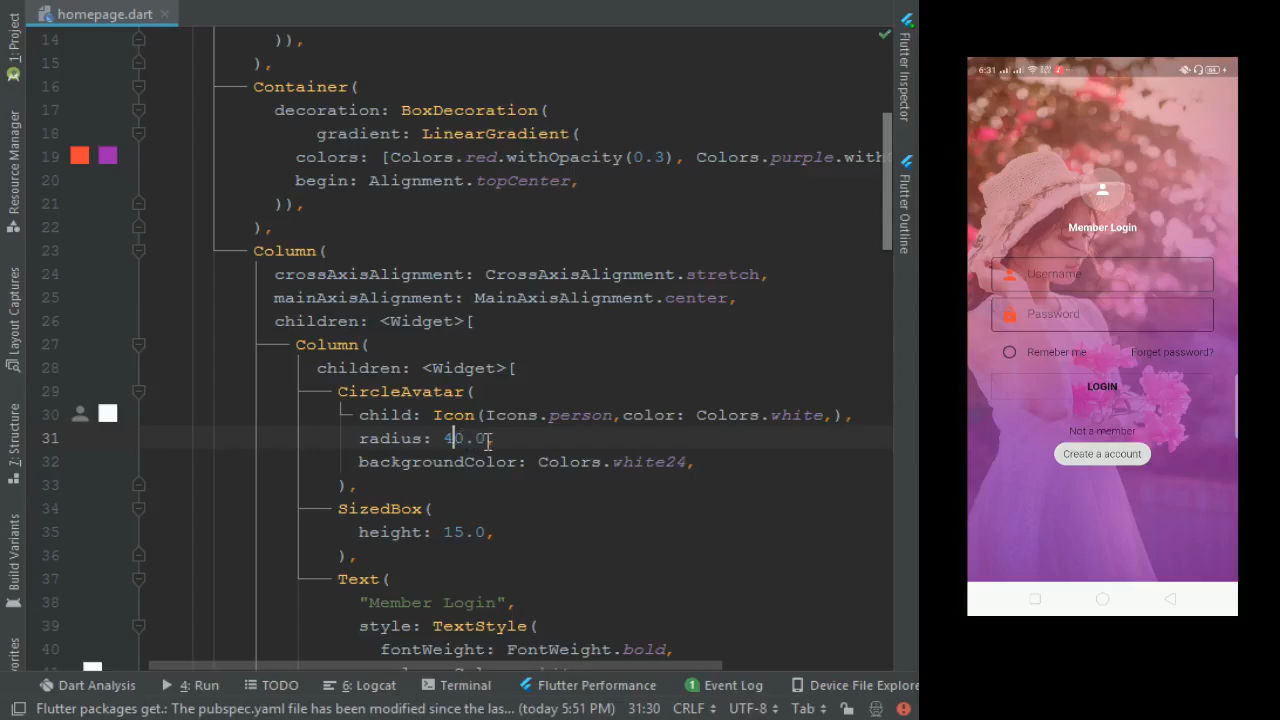 homepage.dart
1: Project
Resource Manager
Layout Captures
7: Structure
Build Variants
Flutter Inspector
Flutter Outline
14 )),
15 ),
16 Container(
17 decoration: BoxDecoration(
18 gradient: LinearGradient(
19 colors: [Colors.red.withOpacity(0.3), Colors.purple.with
20 begin: Alignment.topCenter,
21 )),
22 ),
23 Column(
24 crossAxisAlignment: CrossAxisAlignment.stretch,
25 mainAxisAlignment: MainAxisAlignment.center,
26 children: <Widget>[
27 Column(
28 children: <Widget>[
29 CircleAvatar(
30 child: Icon(Icons.person,color: Colors.white,),
31 radius: 40.0,
32 backgroundColor: Colors.white24,
33 ),
34 SizedBox(
35 height: 15.0,
36 ),
37 Text(
38 "Member Login",
39 style: TextStyle(
40 fontWeight: FontWeight.bold,
6:31
Member Login
Username
Password
Remeber me Forget password?
LOGIN
Not a member
Create a account
Dart Analysis 4: Run TODO 6: Logcat Terminal Flutter Performance 1 Event Log Device File Explore
Flutter packages get.: The pubspec.yaml file has been modified since the las... (today 5:51 PM) 31:30 CRLF UTF-8 Tab